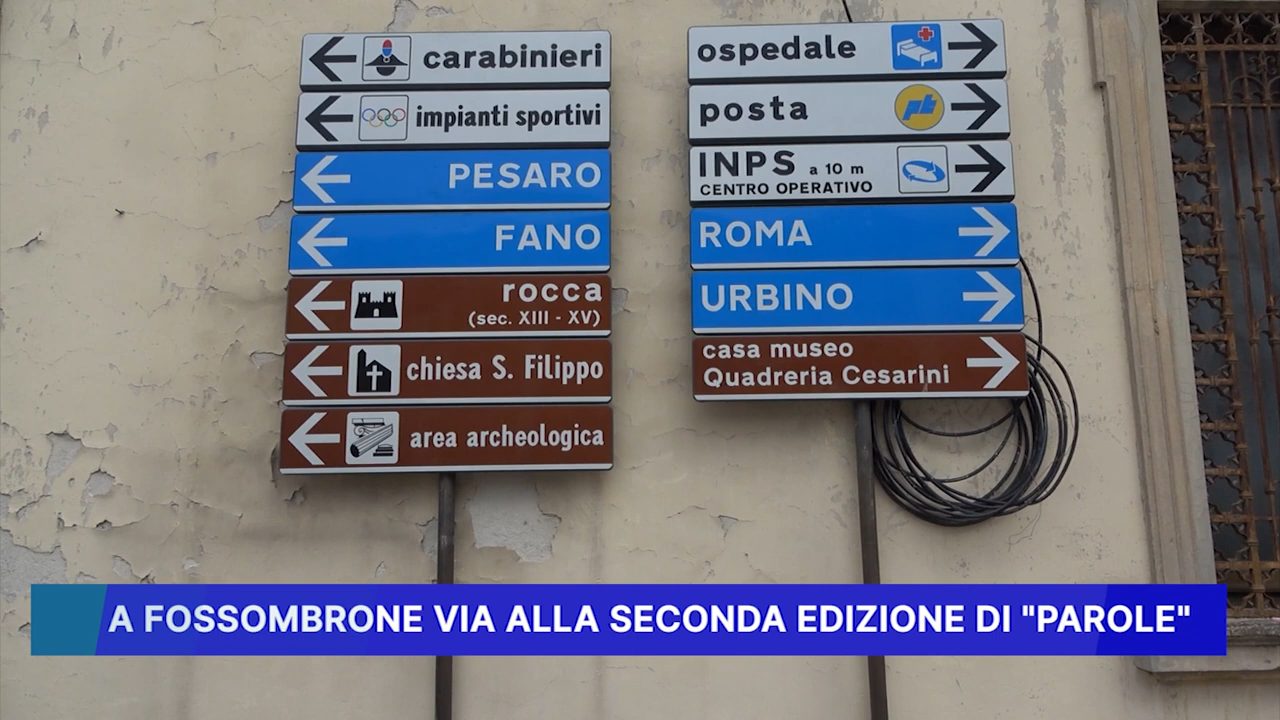 carabinieri
impianti sportivi
PESARO
FANO
rocca
(sec. XIII - XV)
chiesa S. Filippo
area archeologica
ospedale
posta
INPS a 10 m
CENTRO OPERATIVO
ROMA
URBINO
casa museo
Quadreria Cesarini
A FOSSOMBRONE VIA ALLA SECONDA EDIZIONE DI "PAROLE"